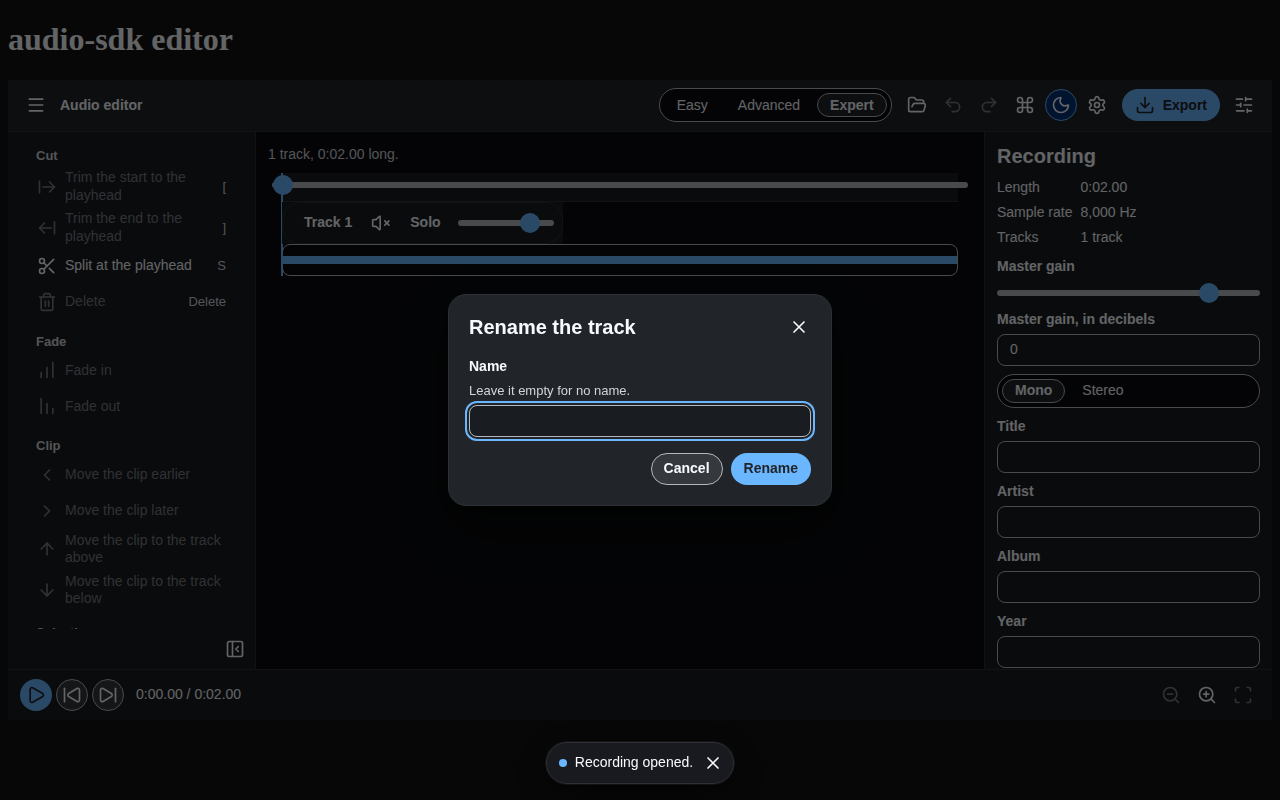 audio-sdk editor
Audio editor
Easy
Advanced
Expert
Export
Cut
Trim the start to the
playhead
[
Trim the end to the
playhead
]
Split at the playhead
S
Delete
Delete
Fade
Fade in
Fade out
Clip
Move the clip earlier
Move the clip later
Move the clip to the track
above
Move the clip to the track
below
1 track, 0:02.00 long.
Track 1
Solo
Rename the track
Name
Leave it empty for no name.
Cancel
Rename
Recording
Length 0:02.00
Sample rate 8,000 Hz
Tracks 1 track
Master gain
Master gain, in decibels
0
Mono
Stereo
Title
Artist
Album
Year
0:00.00 / 0:02.00
Recording opened.